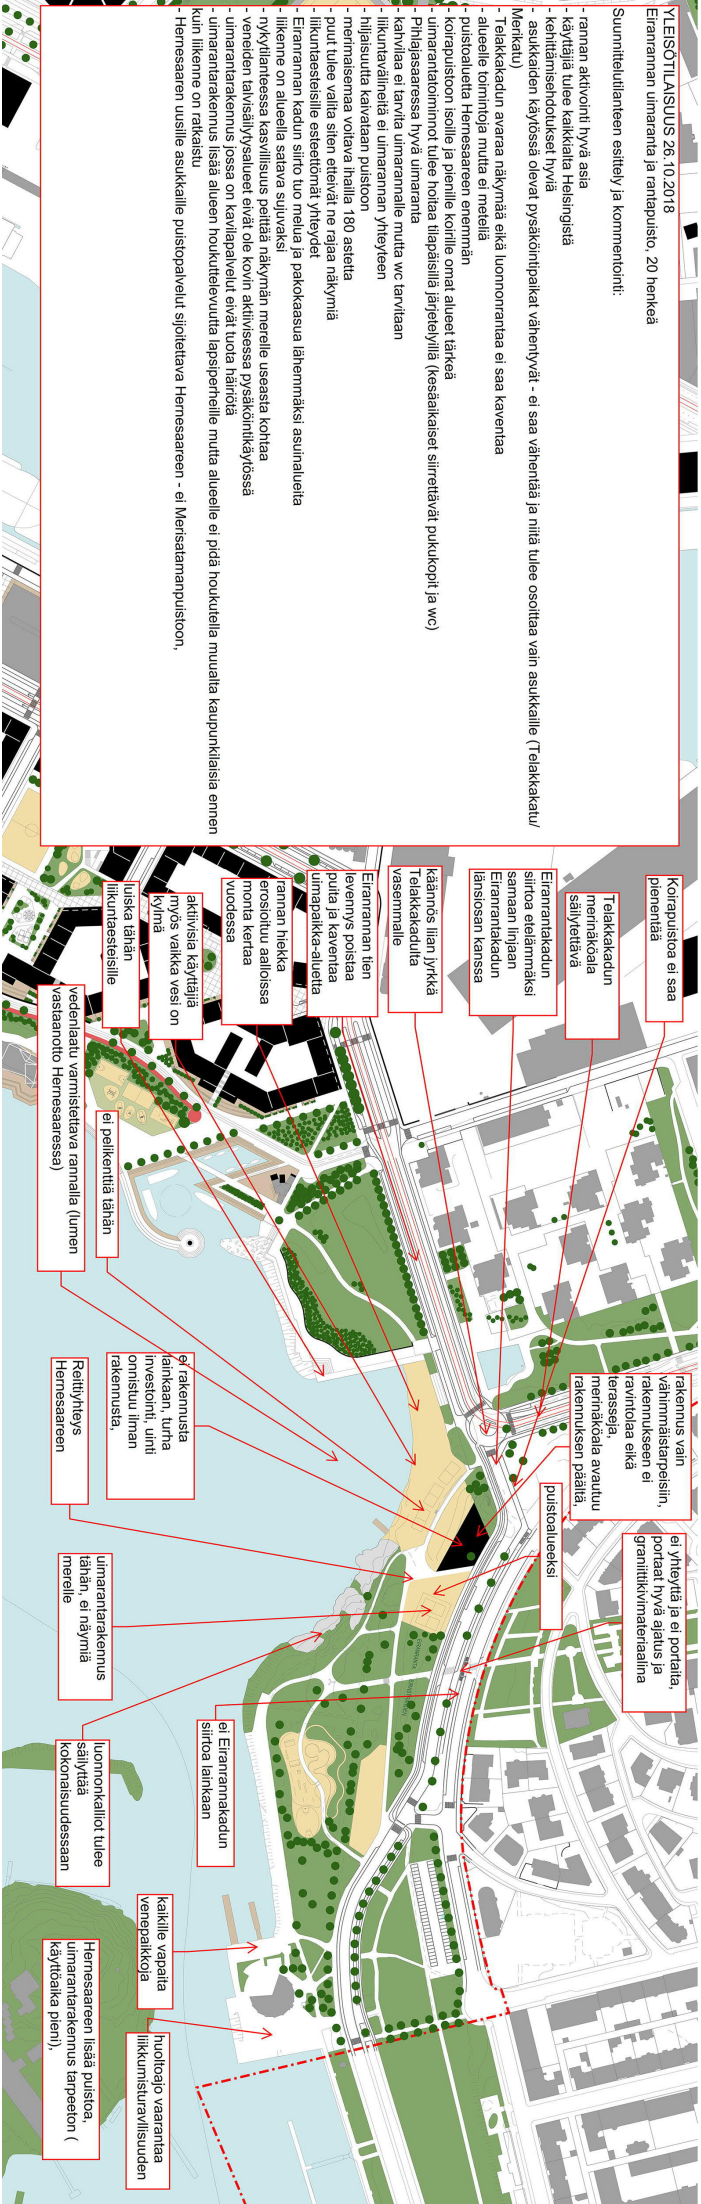 YLEISÖTILAISUUS 26.10.2018
Eiranrannan uimaranta ja rantapuisto, 20 henkeä
Suunnittelutilanteen esittely ja kommentointi:
- rannan aktivointi hyvä asia
- käyttäjiä tulee kaikkialta Helsingistä
- kehittämisehdotukset hyviä
- asukkaiden käytössä olevat pysäköintipaikat vähentyvät - ei saa vähentää ja niitä tulee osoittaa vain asukkaille (Telakkakatu/
Merikatu)
- Telakkakadun avaraa näkymää eikä luonnonrantaa ei saa kaventaa
- alueelle toimintoja mutta ei meteliä
- puistoaluetta Hernesaareen enemmän
- koirapuistoon isoille ja pienille koirille omat alueet tärkeä
- uimarantatoiminnot tulee hoitaa tilapäisillä järjetelyillä (kesäaikaiset siirrettävät pukukopit ja wc)
- Pihlajasaaressa hyvä uimaranta
- kahvilaa ei tarvita uimarannalle mutta wc tarvitaan
- liikuntavälineitä ei uimarannan yhteyteen
- hiljaisuutta kaivataan puistoon
- merimaisemaa voitava ihailla 180 astetta
- puut tulee valita siten etteivät ne rajaa näkymiä
- liikuntaesteisille esteettömät yhteydet
- Eiranrannan kadun siirto tuo melua ja pakokaasua lähemmäksi asuinalueita
- liikenne on alueella satava sujuvaksi
- nykytilanteessa kasvillisuus peittää näkymän merelle useasta kohtaa
- veneiden talvisäilytysalueet eivät ole kovin aktiivisessa pysäköintikäytössä
- uimarantarakennus jossa on kavilapalvelut eivät tuota häiriötä
- uimarantarakennus lisää alueen houkuttelevuutta lapsiperheille mutta alueelle ei pidä houkutella muualta kaupunkilaisia ennen
kuin liikenne on ratkaistu
- Hernesaaren uusille asukkaille puistopalvelut sijoitettava Hernesaareen - ei Merisatamanpuistoon,
Koirapuistoa ei saa
pienentää
Telakkakadun
merinäköala
säilytettävä
Eiranrantakadun
siirtoa etelämmäksi
samaan linjaan
Eiranrantakadun
länsiosan kanssa
käännös liian jyrkkä
Telakkakadulta
vasemmalle
Eiranrannan tien
levennys poistaa
puita ja kaventaa
uimapaikka-aluetta
rannan hiekka
erosioituu aalloissa
monta kertaa
vuodessa
aktiivisia käyttäjiä
myös vaikka vesi on
kylmä
luiska tähän
liikuntaesteisille
vedenlaatu varmistettava rannalla (lumen
vastaanotto Hernesaaressa)
ei pelikenttiä tähän
rakennus vain
vähimmäistarpeisiin,
rakennukseen ei
ravintolaa eikä
terasseja,
merinäköala avautuu
rakennuksen päältä,
ei yhteyttä ja ei portaita,
portaat hyvä ajatus ja
graniittikivimateriaalina
puistoalueeksi
ei rakennusta
lainkaan, turha
investointi, uinti
onnistuu ilman
rakennusta,
Reittiyhteys
Hernesaareen
uimarantarakennus
tähän, ei näymiä
merelle
ei Eiranrannakadun
siirtoa lainkaan
luonnonkalliot tulee
säilyttää
kokonaisuudessaan
kaikille vapaita
venepaikkoja
huoltoajo vaarantaa
liikkumisturavllisuuden
Hernesaareen lisää puistoa,
uimarantarakennus tarpeeton (
käyttöaika pieni),